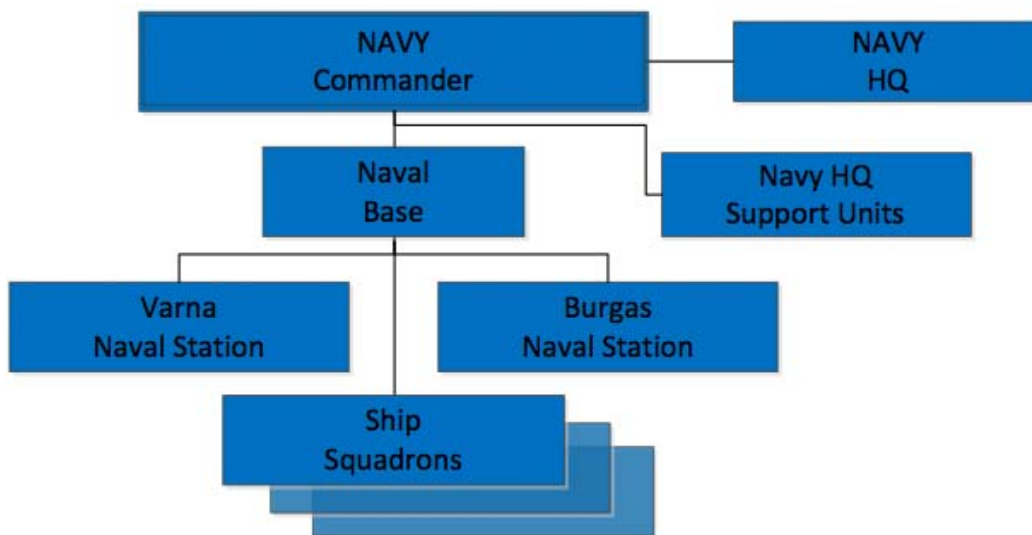 NAVY
Commander
NAVY
HQ
Naval
Base
Navy HQ
Support Units
Varna
Naval Station
Burgas
Naval Station
Ship
Squadrons